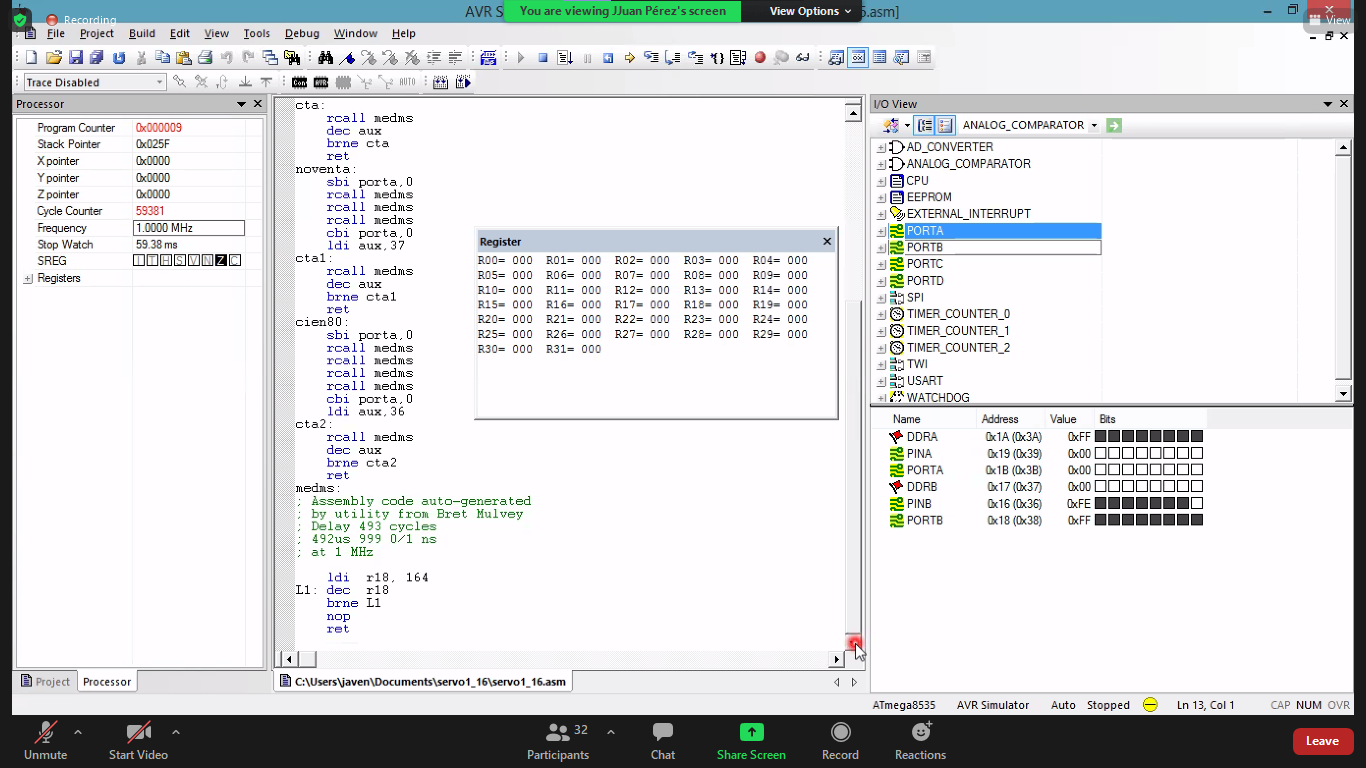 AVR Sim
.asm]
Recording
You are viewing JJuan Pérez's screen
View Options
View
File Project Build Edit View Tools Debug Window Help
Trace Disabled
AUTO
Processor
Program Counter 0x000009
Stack Pointer 0x025F
X pointer 0x0000
Y pointer 0x0000
Z pointer 0x0000
Cycle Counter 59381
Frequency 1.0000 MHz
Stop Watch 59.38 ms
SREG I T H S V N Z C
Registers
Project Processor
cta:
rcall medms
dec aux
brne cta
ret
noventa:
sbi porta,0
rcall medms
rcall medms
rcall medms
cbi porta,0
ldi aux,37
cta1:
rcall medms
dec aux
brne cta1
ret
cien80:
sbi porta,0
rcall medms
rcall medms
rcall medms
rcall medms
cbi porta,0
ldi aux,36
cta2:
rcall medms
dec aux
brne cta2
ret
medms:
; Assembly code auto-generated
; by utility from Bret Mulvey
; Delay 493 cycles
; 492us 999 0/1 ns
; at 1 MHz
ldi r18, 164
L1: dec r18
brne L1
nop
ret
C:\Users\javen\Documents\servo1_16\servo1_16.asm
Register
R00= 000 R01= 000 R02= 000 R03= 000 R04= 000
R05= 000 R06= 000 R07= 000 R08= 000 R09= 000
R10= 000 R11= 000 R12= 000 R13= 000 R14= 000
R15= 000 R16= 000 R17= 000 R18= 000 R19= 000
R20= 000 R21= 000 R22= 000 R23= 000 R24= 000
R25= 000 R26= 000 R27= 000 R28= 000 R29= 000
R30= 000 R31= 000
I/O View
ANALOG_COMPARATOR
AD_CONVERTER
ANALOG_COMPARATOR
CPU
EEPROM
EXTERNAL_INTERRUPT
PORTA
PORTB
PORTC
PORTD
SPI
TIMER_COUNTER_0
TIMER_COUNTER_1
TIMER_COUNTER_2
TWI
USART
WATCHDOG
Name Address Value Bits
DDRA 0x1A (0x3A) 0xFF
PINA 0x19 (0x39) 0x00
PORTA 0x1B (0x3B) 0x00
DDRB 0x17 (0x37) 0x00
PINB 0x16 (0x36) 0xFE
PORTB 0x18 (0x38) 0xFF
ATmega8535 AVR Simulator Auto Stopped Ln 13, Col 1 CAP NUM OVR
Unmute
Start Video
Participants 32
Chat
Share Screen
Record
Reactions
Leave